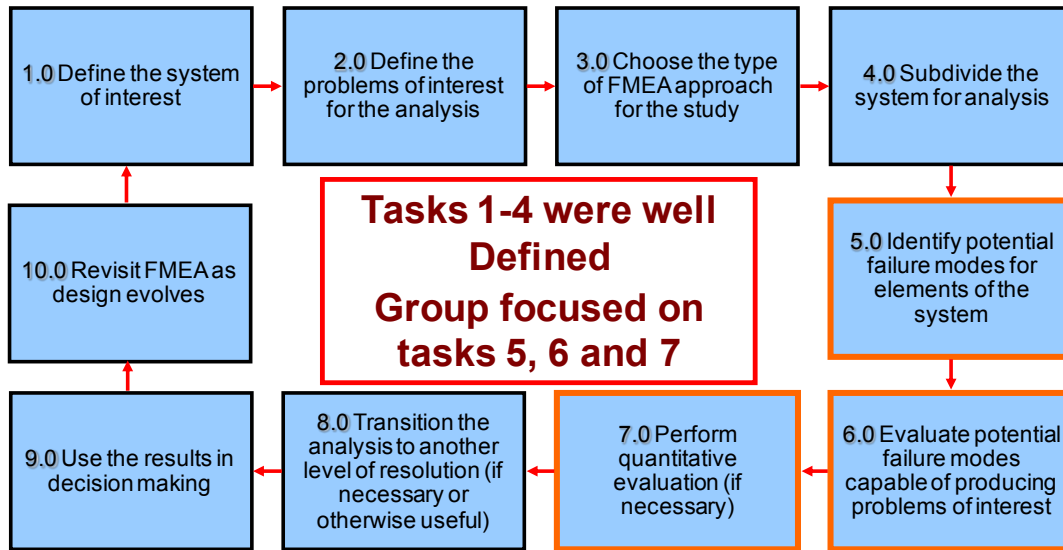 1.0 Define the system
of interest
2.0 Define the
problems of interest
for the analysis
3.0 Choose the type
of FMEA approach
for the study
4.0 Subdivide the
system for analysis
Tasks 1-4 were well
Defined
Group focused on
tasks 5, 6 and 7
5.0 Identify potential
failure modes for
elements of the
system
6.0 Evaluate potential
failure modes
capable of producing
problems of interest
7.0 Perform
quantitative
evaluation (if
necessary)
8.0 Transition the
analysis to another
level of resolution (if
necessary or
otherwise useful)
9.0 Use the results in
decision making
10.0 Revisit FMEA as
design evolves